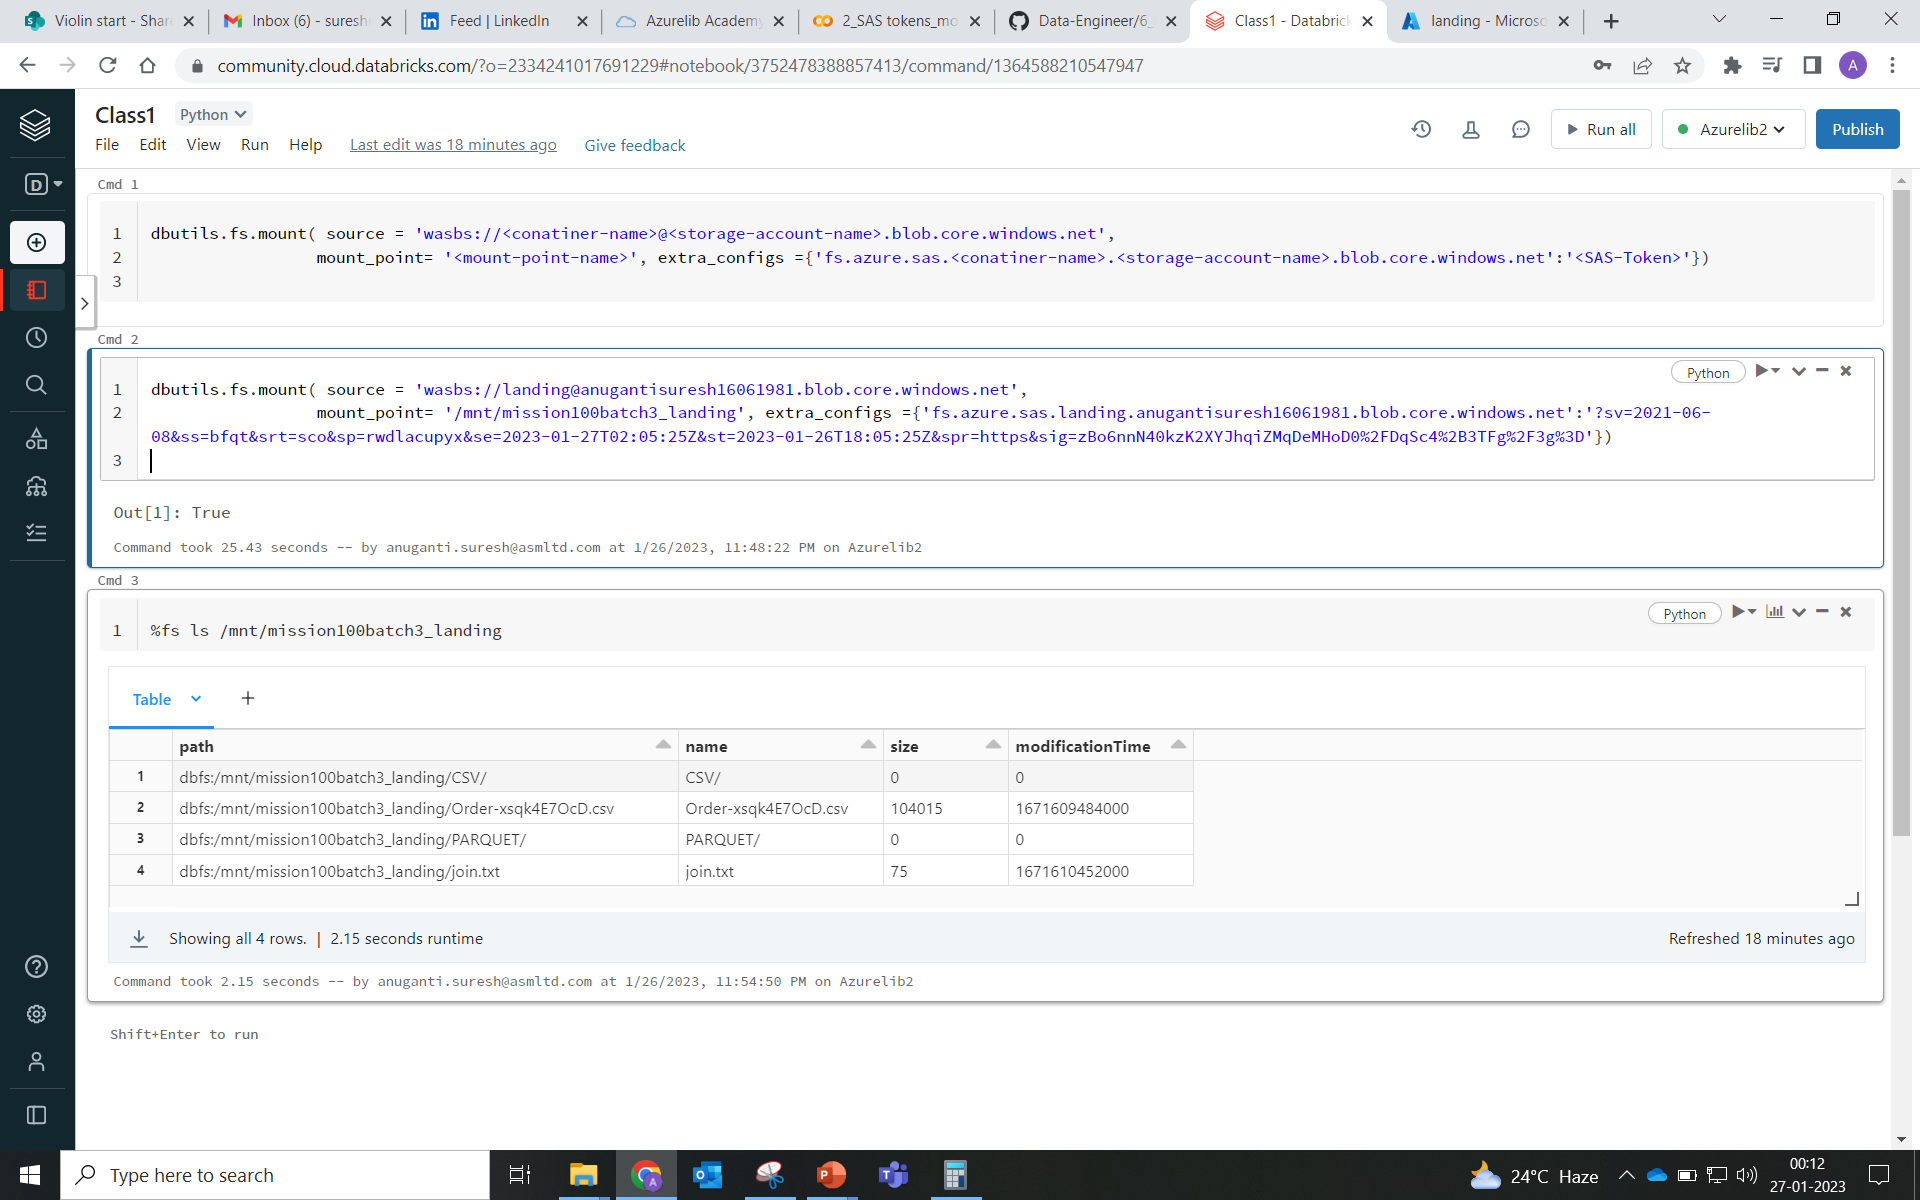 Violin start - Shar
Inbox (6) - suresh
Feed | LinkedIn
Azurelib Academy
2_SAS tokens_mo
Data-Engineer/6_
Class1 - Databrick
landing - Microso
community.cloud.databricks.com/?o=2334241017691229#notebook/3752478388857413/command/1364588210547947
A
Class1 Python
File Edit View Run Help Last edit was 18 minutes ago Give feedback
Run all
Azurelib2
Publish
D
Cmd 1
1 dbutils.fs.mount( source = 'wasbs://<conatiner-name>@<storage-account-name>.blob.core.windows.net',
2 mount_point= '<mount-point-name>', extra_configs ={'fs.azure.sas.<conatiner-name>.<storage-account-name>.blob.core.windows.net':'<SAS-Token>'})
3
Cmd 2
Python
1 dbutils.fs.mount( source = 'wasbs://landing@anugantisuresh16061981.blob.core.windows.net',
2 mount_point= '/mnt/mission100batch3_landing', extra_configs ={'fs.azure.sas.landing.anugantisuresh16061981.blob.core.windows.net':'?sv=2021-06-
08&ss=bfqt&srt=sco&sp=rwdlacupyx&se=2023-01-27T02:05:25Z&st=2023-01-26T18:05:25Z&spr=https&sig=zBo6nnN40kzK2XYJhqiZMqDeMHoD0%2FDqSc4%2B3TFg%2F3g%3D'})
3
Out[1]: True
Command took 25.43 seconds -- by anuganti.suresh@asmltd.com at 1/26/2023, 11:48:22 PM on Azurelib2
Cmd 3
Python
1 %fs ls /mnt/mission100batch3_landing
Table +
path name size modificationTime
1 dbfs:/mnt/mission100batch3_landing/CSV/ CSV/ 0 0
2 dbfs:/mnt/mission100batch3_landing/Order-xsqk4E7OcD.csv Order-xsqk4E7OcD.csv 104015 1671609484000
3 dbfs:/mnt/mission100batch3_landing/PARQUET/ PARQUET/ 0 0
4 dbfs:/mnt/mission100batch3_landing/join.txt join.txt 75 1671610452000
Showing all 4 rows. | 2.15 seconds runtime
Refreshed 18 minutes ago
Command took 2.15 seconds -- by anuganti.suresh@asmltd.com at 1/26/2023, 11:54:50 PM on Azurelib2
Shift+Enter to run
Type here to search
24°C Haze
00:12
27-01-2023